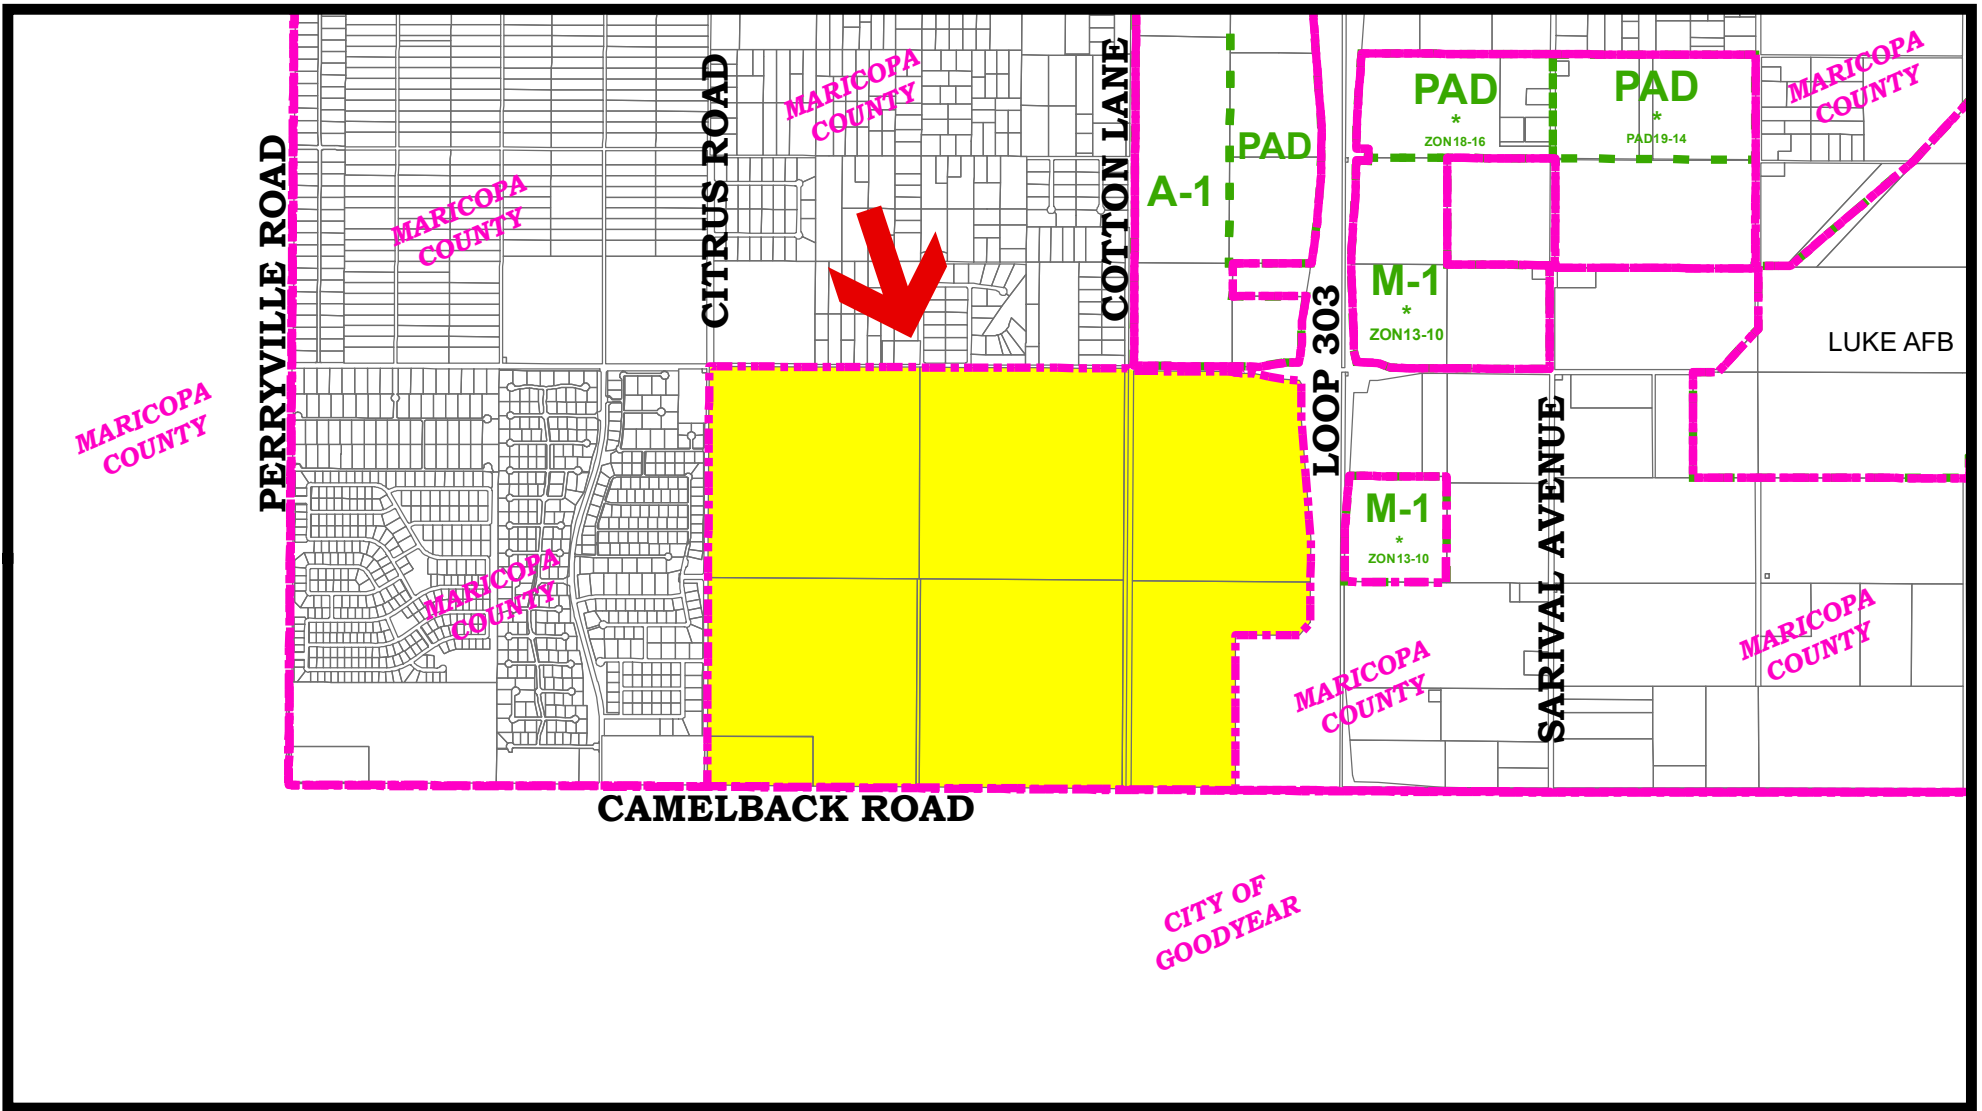 PERRYVILLE ROAD
CITRUS ROAD
COTTON LANE
LOOP 303
SARIVAL AVENUE
CAMELBACK ROAD
MARICOPA
COUNTY
MARICOPA
COUNTY
MARICOPA
COUNTY
MARICOPA
COUNTY
MARICOPA
COUNTY
MARICOPA
COUNTY
MARICOPA
COUNTY
A-1
PAD
PAD
*
ZON18-16
PAD
*
PAD19-14
M-1
*
ZON13-10
M-1
*
ZON13-10
LUKE AFB
CITY OF
GOODYEAR